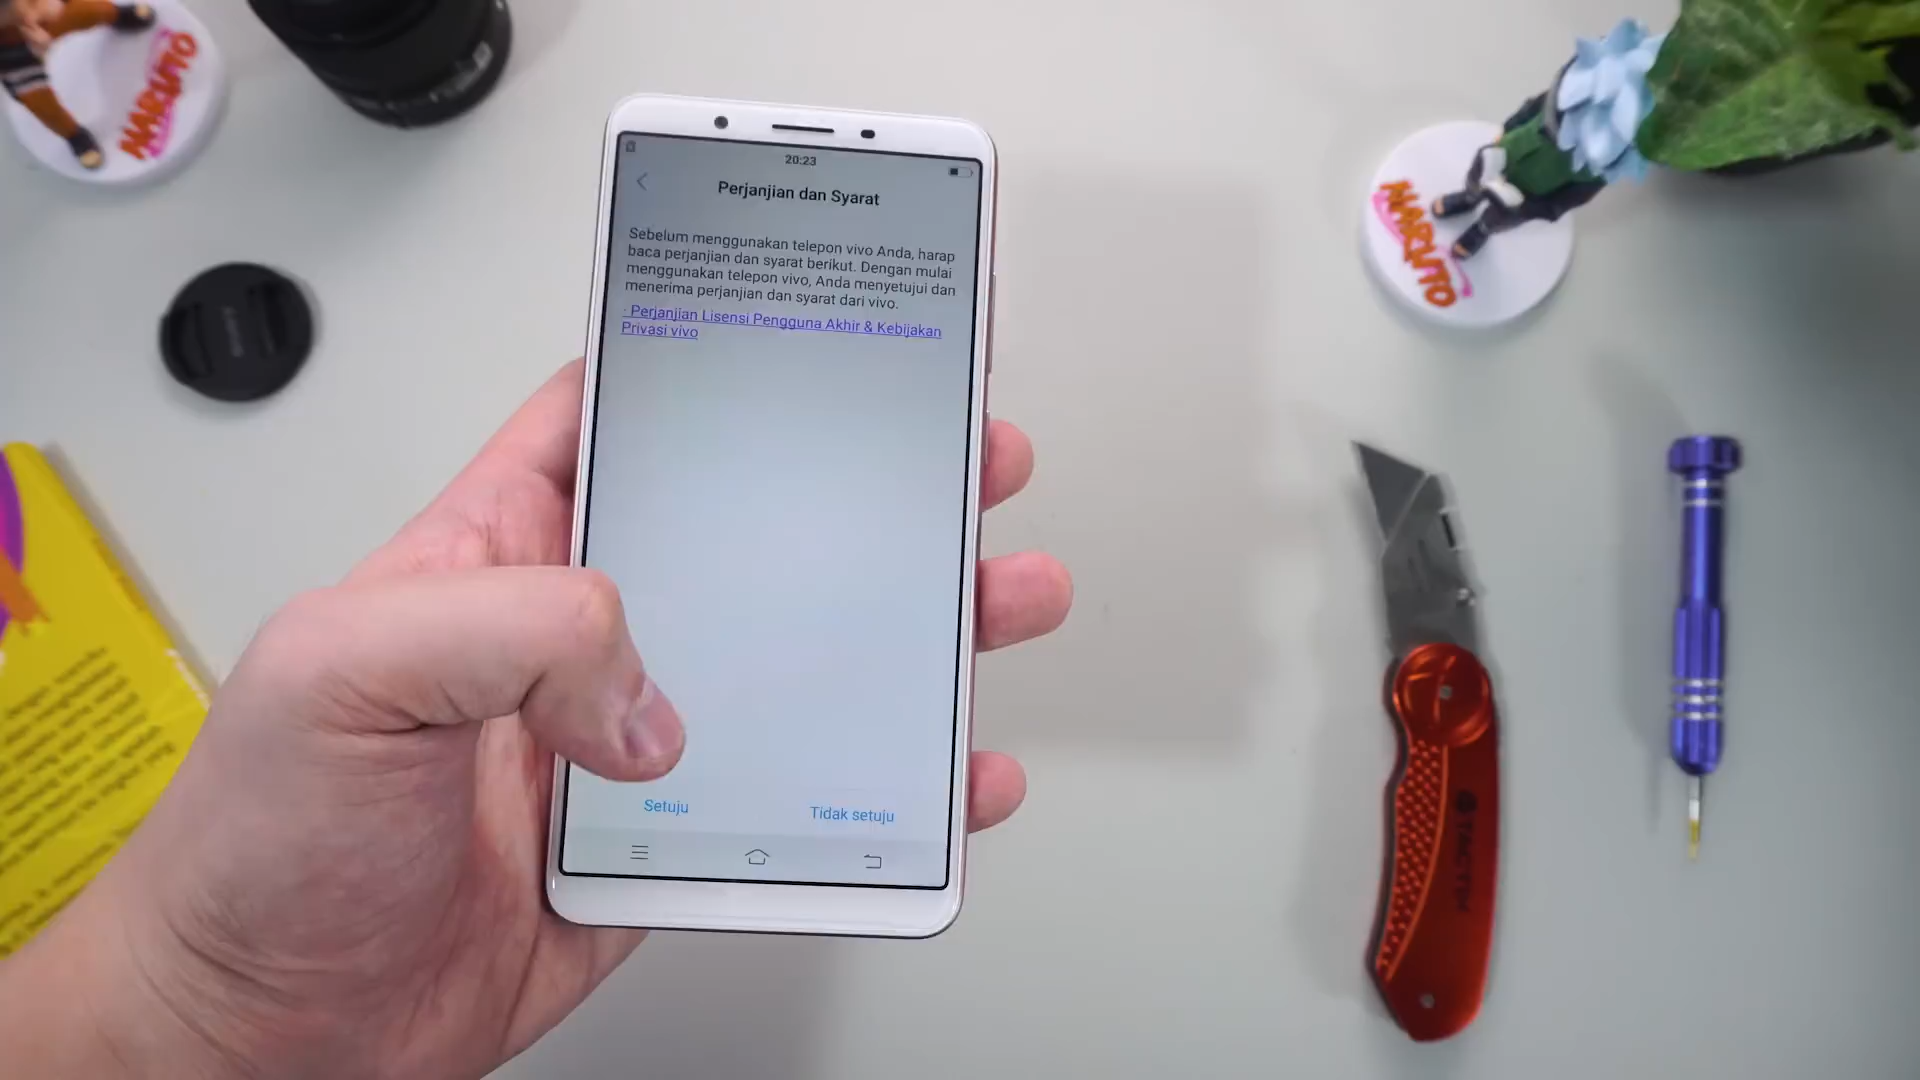 NARUTO
20:23
Perjanjian dan Syarat
Sebelum menggunakan telepon vivo Anda, harap
baca perjanjian dan syarat berikut. Dengan mulai
menggunakan telepon vivo, Anda menyetujui dan
menerima perjanjian dan syarat dari vivo.
· Perjanjian Lisensi Pengguna Akhir & Kebijakan
Privasi vivo
Setuju
Tidak setuju
NARUTO
TACTIX